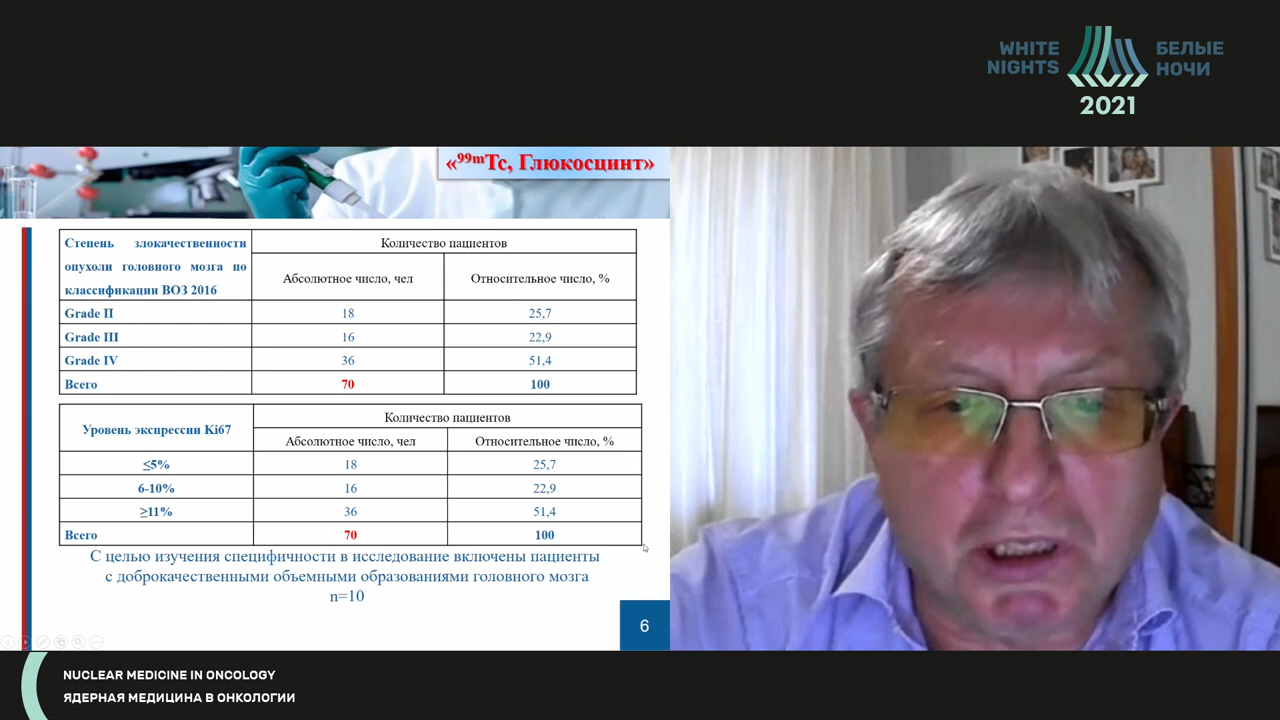 WHITE
NIGHTS
БЕЛЫЕ
НОЧИ
2021
«99mTc, Глюкосцинт»
Степень злокачественности
опухоли головного мозга по
классификации ВОЗ 2016
Количество пациентов
Абсолютное число, чел
Относительное число, %
Grade II 18 25,7
Grade III 16 22,9
Grade IV 36 51,4
Всего 70 100
Уровень экспрессии Ki67
Количество пациентов
Абсолютное число, чел
Относительное число, %
≤5% 18 25,7
6-10% 16 22,9
≥11% 36 51,4
Всего 70 100
С целью изучения специфичности в исследование включены пациенты
с доброкачественными объемными образованиями головного мозга
n=10
6
NUCLEAR MEDICINE IN ONCOLOGY
ЯДЕРНАЯ МЕДИЦИНА В ОНКОЛОГИИ